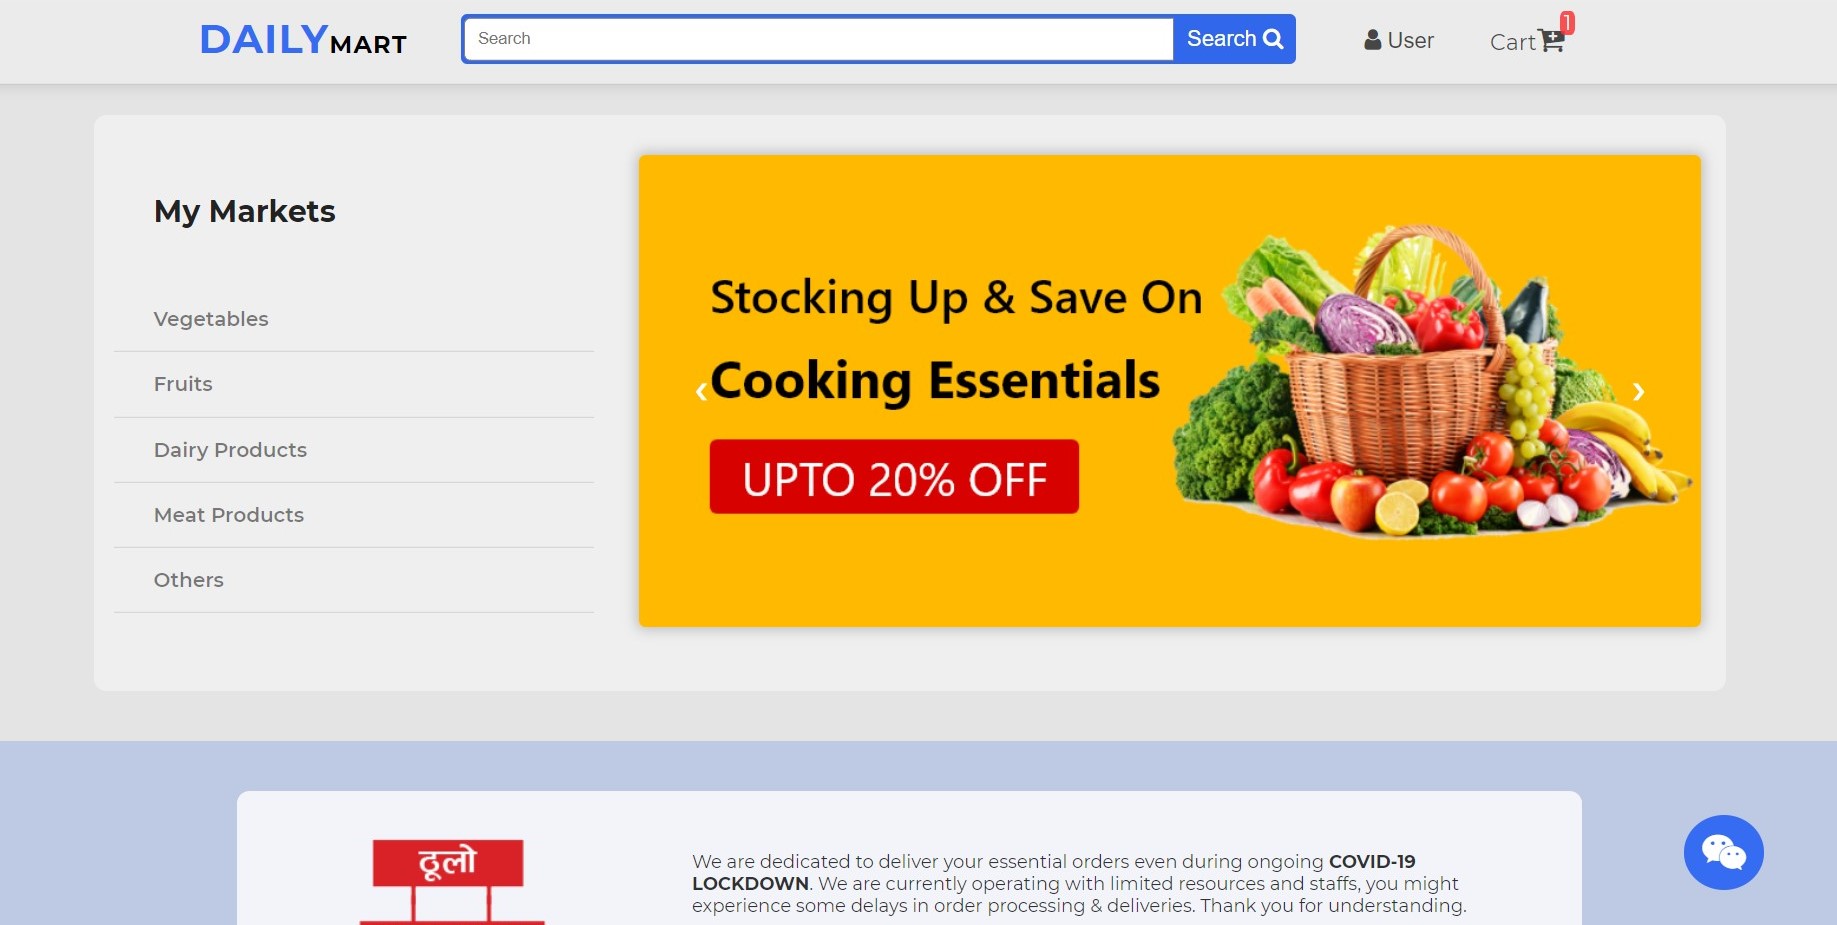 DAILY MART
Search
Search
User
Cart
1
My Markets
Vegetables
Fruits
Dairy Products
Meat Products
Others
Stocking Up & Save On
Cooking Essentials
UPTO 20% OFF
ठूलो
We are dedicated to deliver your essential orders even during ongoing COVID-19
LOCKDOWN. We are currently operating with limited resources and staffs, you might
experience some delays in order processing & deliveries. Thank you for understanding.